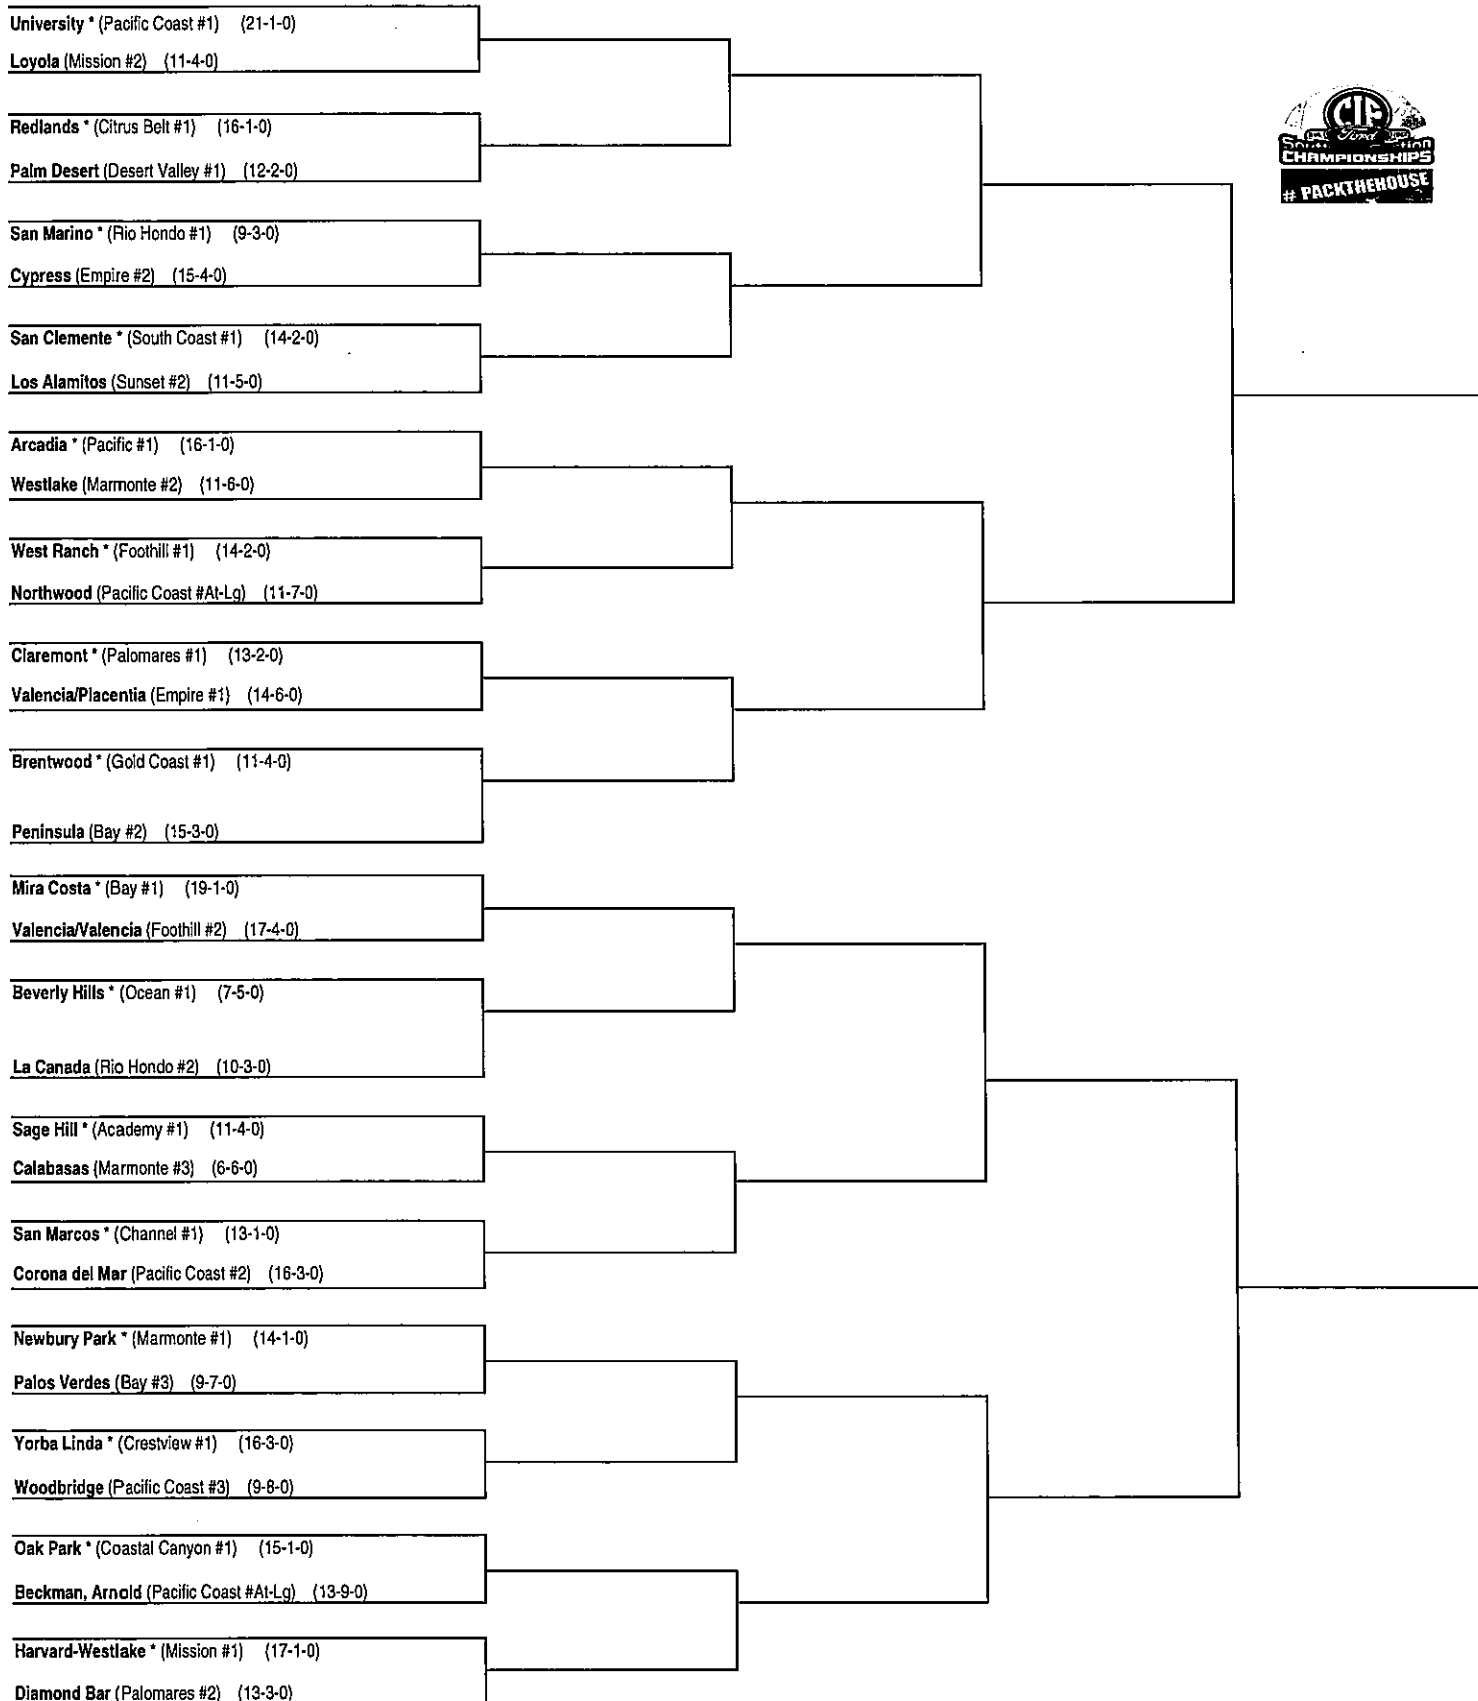 University * (Pacific Coast #1) (21-1-0)
Loyola (Mission #2) (11-4-0)
CIF
Ford
CHAMPIONSHIPS
# PACKTHEHOUSE
Redlands * (Citrus Belt #1) (16-1-0)
Palm Desert (Desert Valley #1) (12-2-0)
San Marino * (Rio Hondo #1) (9-3-0)
Cypress (Empire #2) (15-4-0)
San Clemente * (South Coast #1) (14-2-0)
Los Alamitos (Sunset #2) (11-5-0)
Arcadia * (Pacific #1) (16-1-0)
Westlake (Marmonte #2) (11-6-0)
West Ranch * (Foothill #1) (14-2-0)
Northwood (Pacific Coast #At-Lg) (11-7-0)
Claremont * (Palomares #1) (13-2-0)
Valencia/Placentia (Empire #1) (14-6-0)
Brentwood * (Gold Coast #1) (11-4-0)
Peninsula (Bay #2) (15-3-0)
Mira Costa * (Bay #1) (19-1-0)
Valencia/Valencia (Foothill #2) (17-4-0)
Beverly Hills * (Ocean #1) (7-5-0)
La Canada (Rio Hondo #2) (10-3-0)
Sage Hill * (Academy #1) (11-4-0)
Calabasas (Marmonte #3) (6-6-0)
San Marcos * (Channel #1) (13-1-0)
Corona del Mar (Pacific Coast #2) (16-3-0)
Newbury Park * (Marmonte #1) (14-1-0)
Palos Verdes (Bay #3) (9-7-0)
Yorba Linda * (Crestview #1) (16-3-0)
Woodbridge (Pacific Coast #3) (9-8-0)
Oak Park * (Coastal Canyon #1) (15-1-0)
Beckman, Arnold (Pacific Coast #At-Lg) (13-9-0)
Harvard-Westlake * (Mission #1) (17-1-0)
Diamond Bar (Palomares #2) (13-3-0)